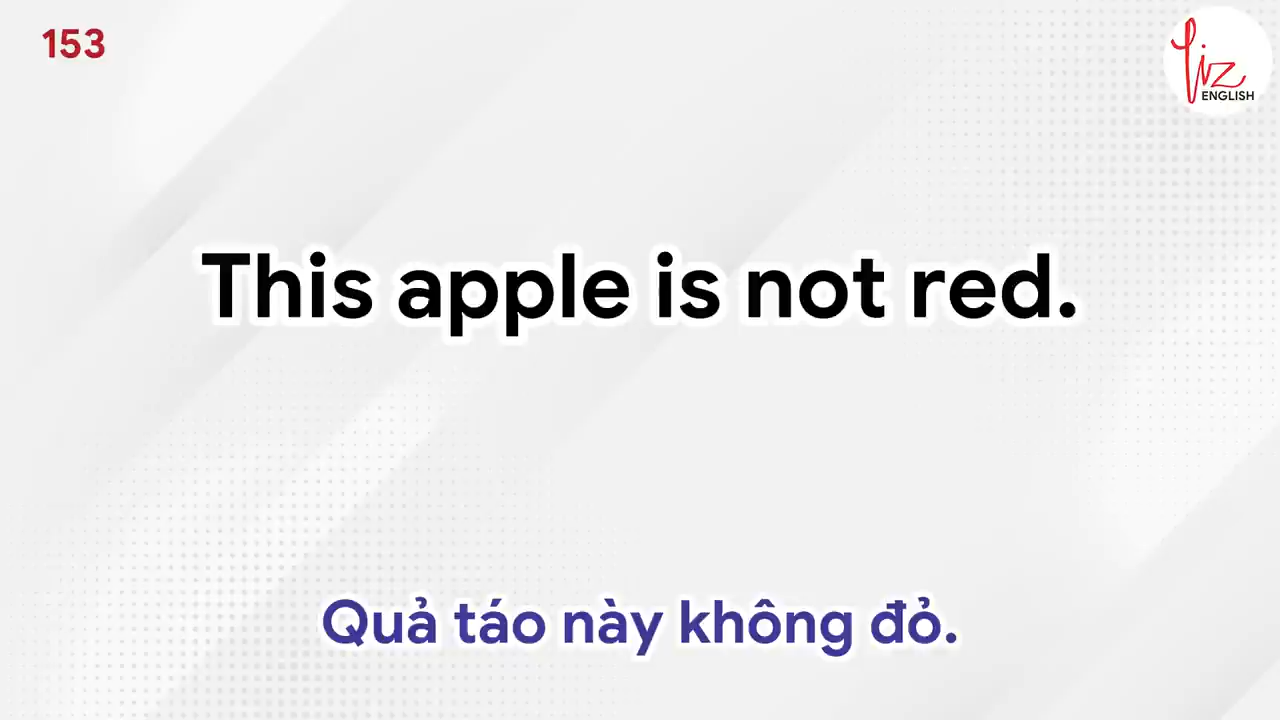 153
Liz
ENGLISH
This apple is not red.
Quả táo này không đỏ.